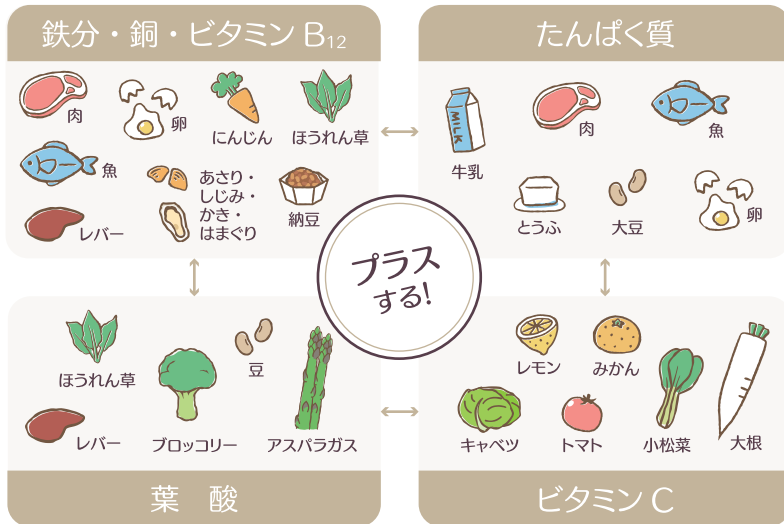 鉄分・銅・ビタミンB12
肉
卵
にんじん
ほうれん草
魚
あさり・
しじみ・
かき・
はまぐり
納豆
レバー
たんぱく質
MILK
牛乳
肉
魚
とうふ
大豆
卵
プラス
する!
ほうれん草
豆
レバー
ブロッコリー
アスパラガス
葉 酸
レモン
みかん
キャベツ
トマト
小松菜
大根
ビタミンC